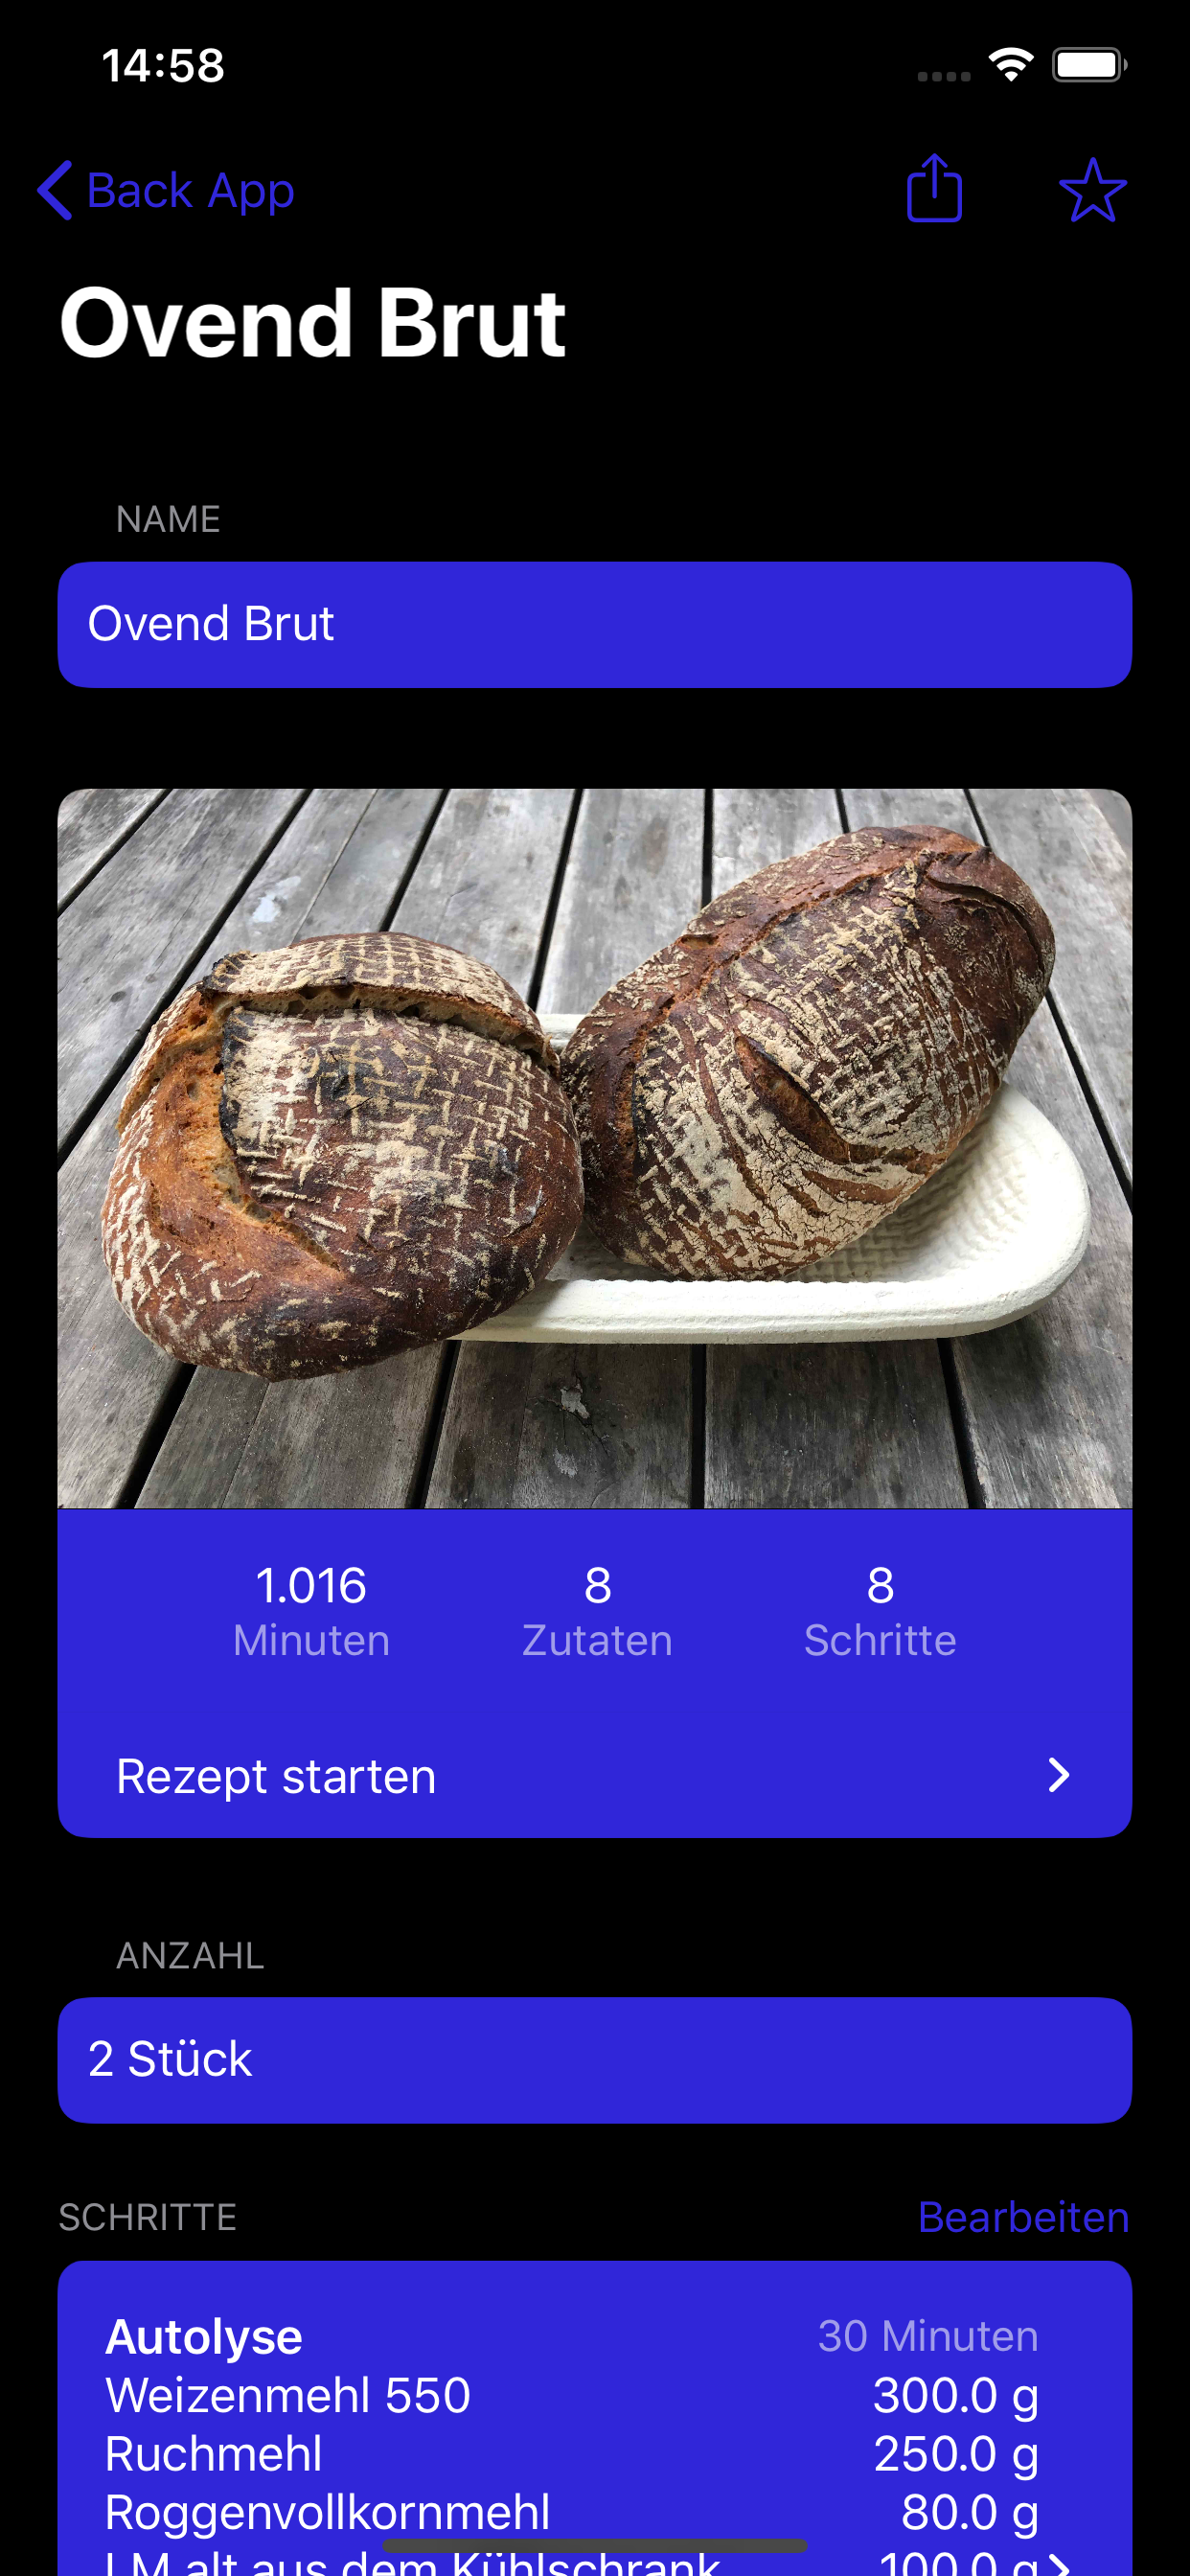 14:58
Back App
Ovend Brut
NAME
Ovend Brut
1.016 8 8
Minuten Zutaten Schritte
Rezept starten
ANZAHL
2 Stück
SCHRITTE Bearbeiten
Autolyse 30 Minuten
Weizenmehl 550 300.0 g
Ruchmehl 250.0 g
Roggenvollkornmehl 80.0 g
LM alt aus dem Kühlschrank 100.0 g